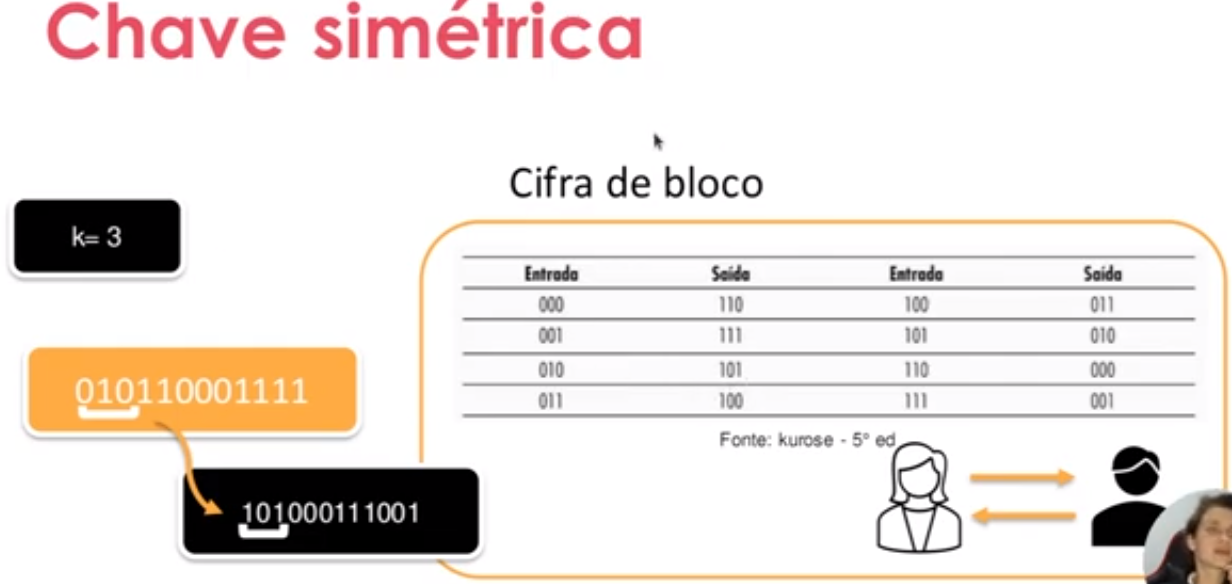 Chave simétrica
Cifra de bloco
k= 3
Entrada Saída Entrada Saída
000 110 100 011
001 111 101 010
010 101 110 000
011 100 111 001
010110001111
Fonte: kurose - 5° ed
101000111001